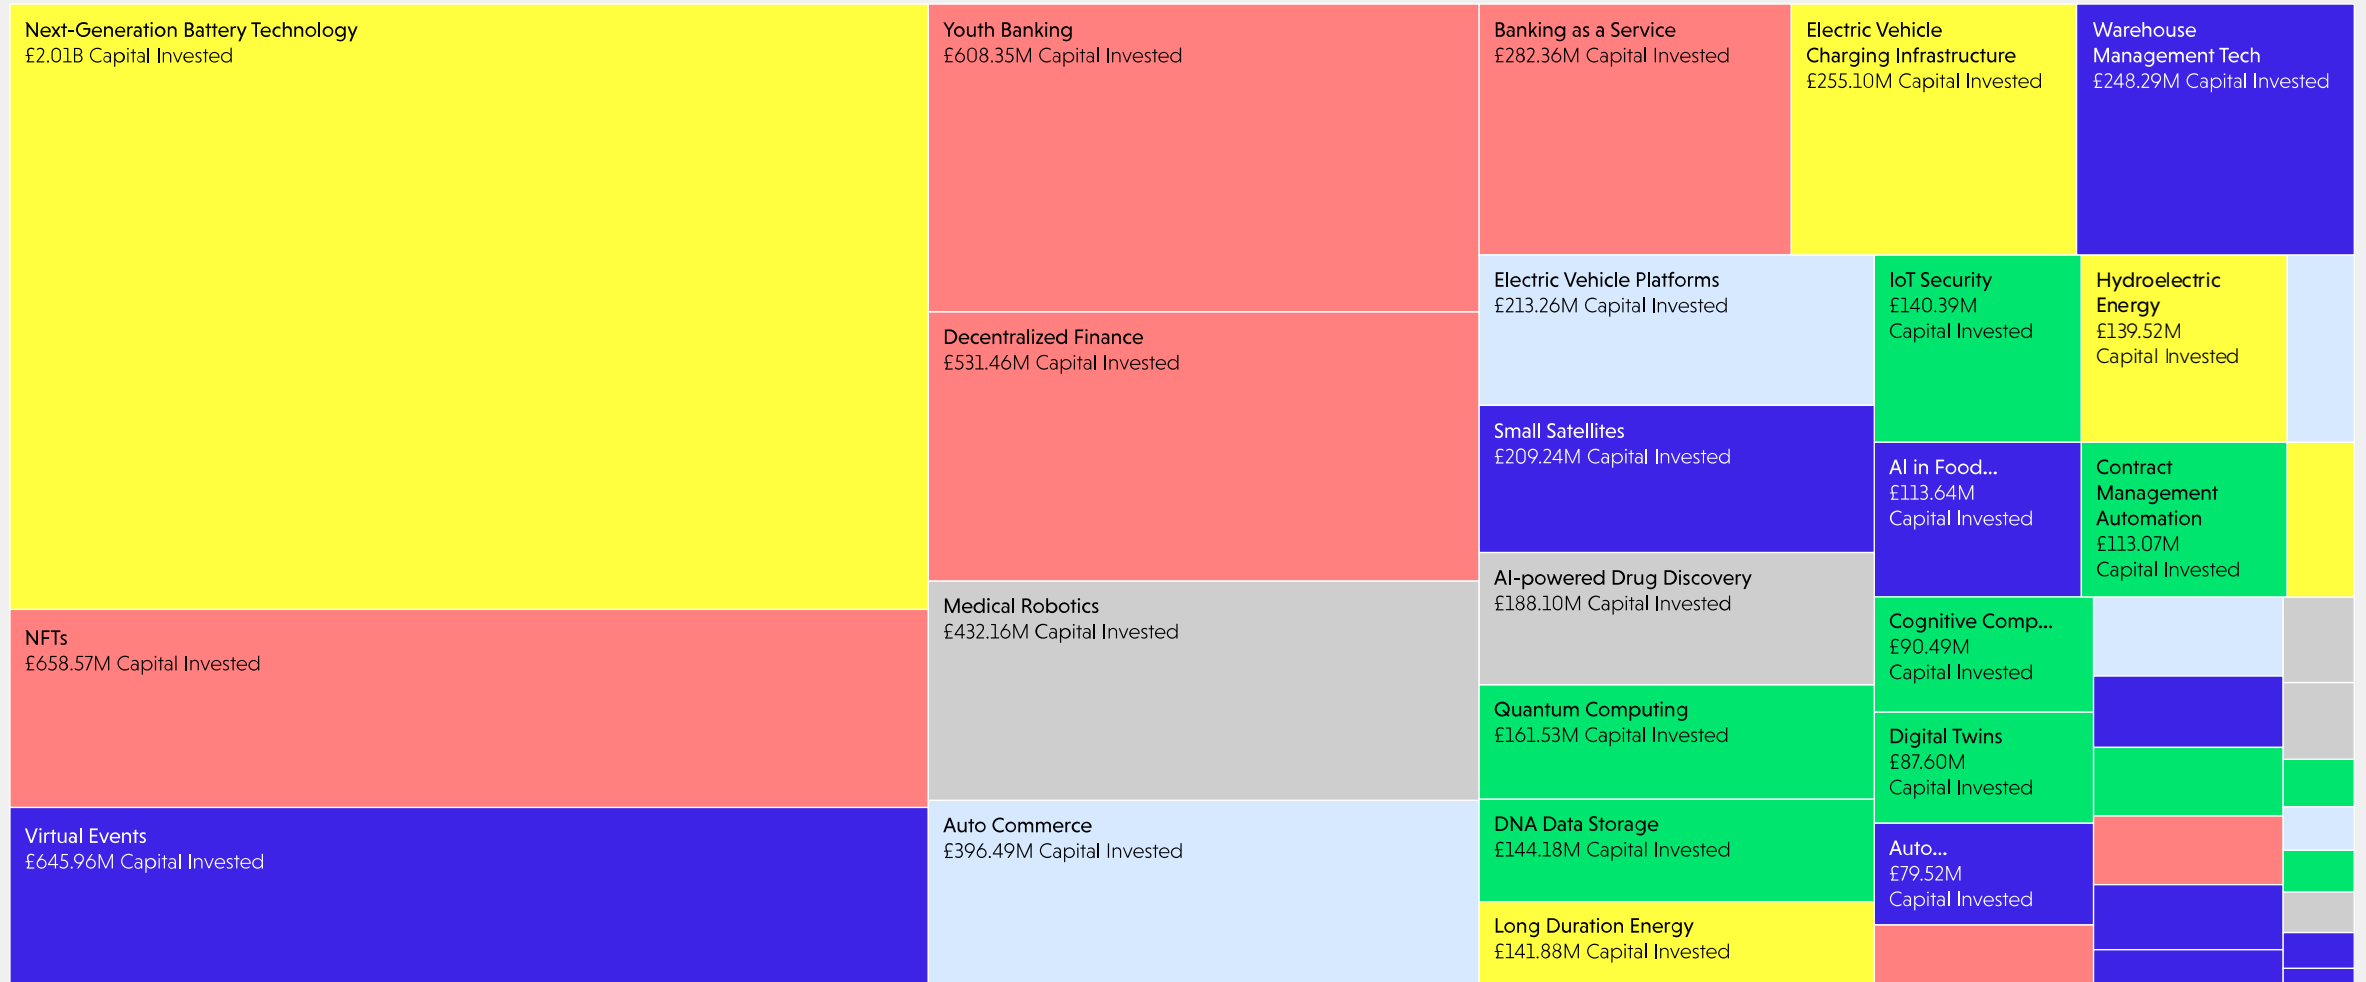 Next-Generation Battery Technology
£2.01B Capital Invested
NFTs
£658.57M Capital Invested
Virtual Events
£645.96M Capital Invested
Youth Banking
£608.35M Capital Invested
Decentralized Finance
£531.46M Capital Invested
Medical Robotics
£432.16M Capital Invested
Auto Commerce
£396.49M Capital Invested
Banking as a Service
£282.36M Capital Invested
Electric Vehicle
Charging Infrastructure
£255.10M Capital Invested
Warehouse
Management Tech
£248.29M Capital Invested
Electric Vehicle Platforms
£213.26M Capital Invested
Small Satellites
£209.24M Capital Invested
AI-powered Drug Discovery
£188.10M Capital Invested
Quantum Computing
£161.53M Capital Invested
DNA Data Storage
£144.18M Capital Invested
Long Duration Energy
£141.88M Capital Invested
IoT Security
£140.39M
Capital Invested
Hydroelectric
Energy
£139.52M
Capital Invested
AI in Food...
£113.64M
Capital Invested
Contract
Management
Automation
£113.07M
Capital Invested
Cognitive Comp...
£90.49M
Capital Invested
Digital Twins
£87.60M
Capital Invested
Auto...
£79.52M
Capital Invested